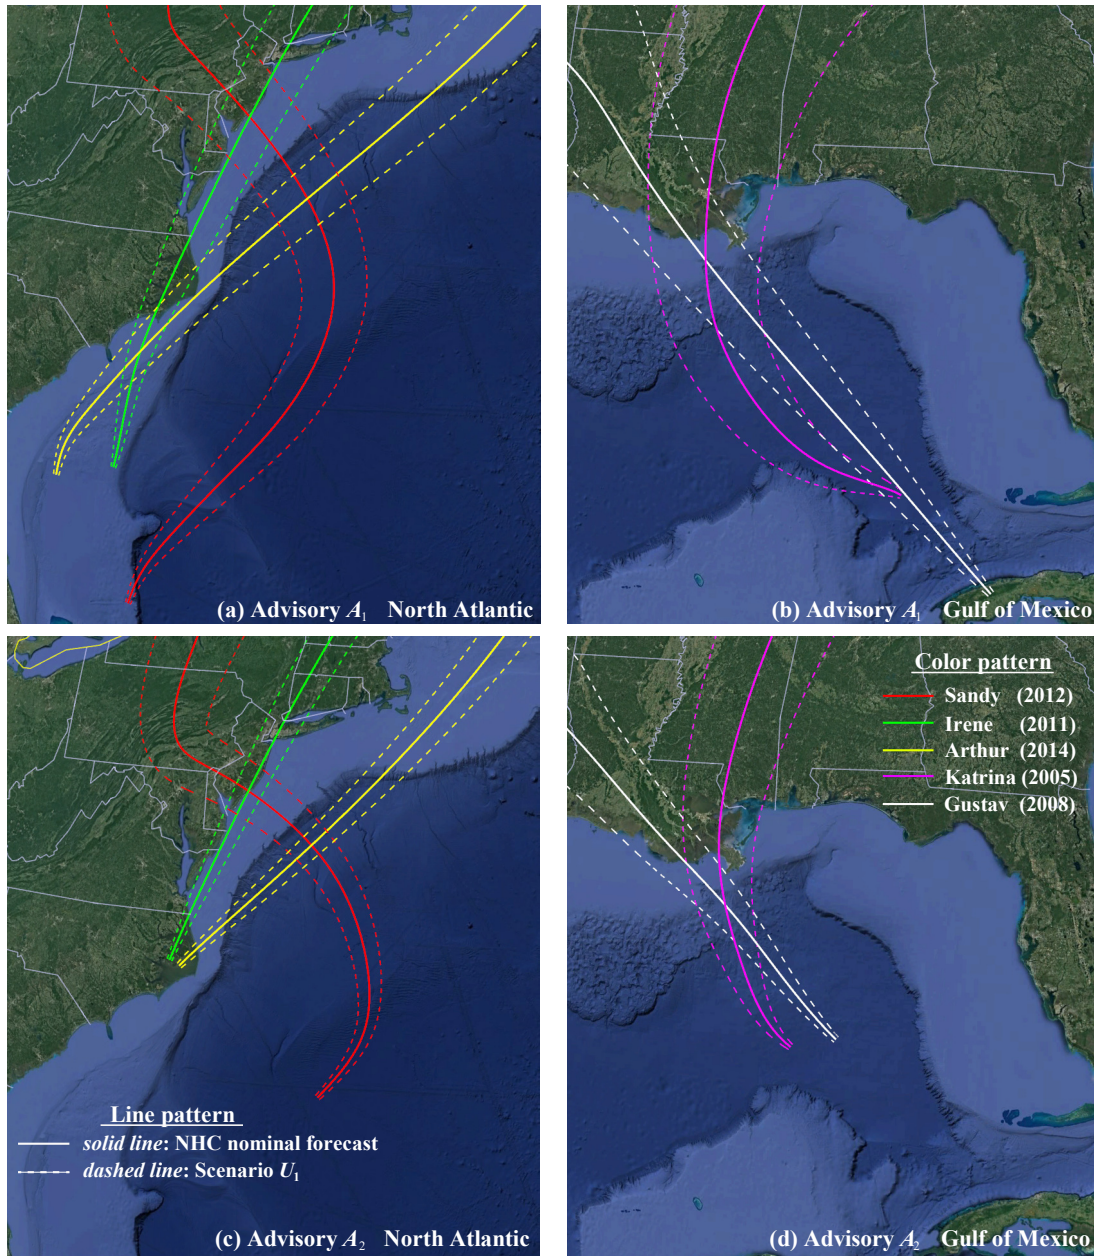 (a) Advisory A1 North Atlantic
(b) Advisory A1 Gulf of Mexico
Color pattern
Sandy (2012)
Irene (2011)
Arthur (2014)
Katrina (2005)
Gustav (2008)
Line pattern
solid line: NHC nominal forecast
dashed line: Scenario U1
(c) Advisory A2 North Atlantic
(d) Advisory A2 Gulf of Mexico